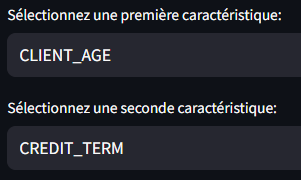 Sélectionnez une première caractéristique:
CLIENT_AGE
Sélectionnez une seconde caractéristique:
CREDIT_TERM